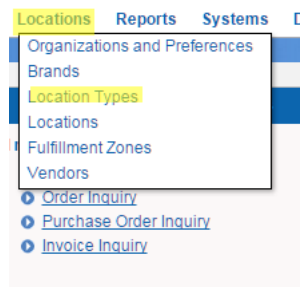 Locations Reports Systems
Organizations and Preferences
Brands
Location Types
Locations
Fulfillment Zones
Vendors
Order Inquiry
Purchase Order Inquiry
Invoice Inquiry